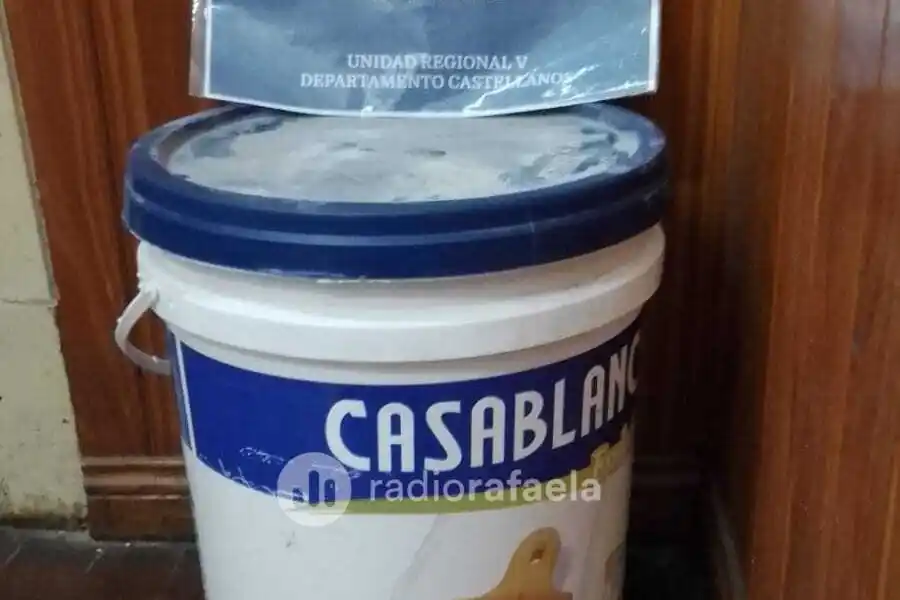 UNIDAD REGIONAL V
DEPARTAMENTO CASTELLANOS
CASABLANC
radiorafaela